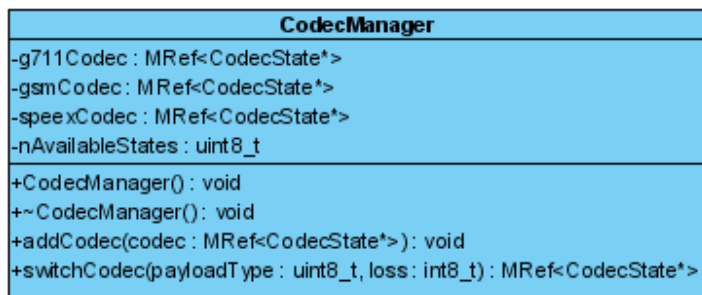 CodecManager
-g711Codec : MRef<CodecState*>
-gsmCodec : MRef<CodecState*>
-speexCodec : MRef<CodecState*>
-nAvailableStates : uint8_t
+CodecManager() : void
+~CodecManager() : void
+addCodec(codec : MRef<CodecState*>) : void
+switchCodec(payloadType : uint8_t, loss : int8_t) : MRef<CodecState*>